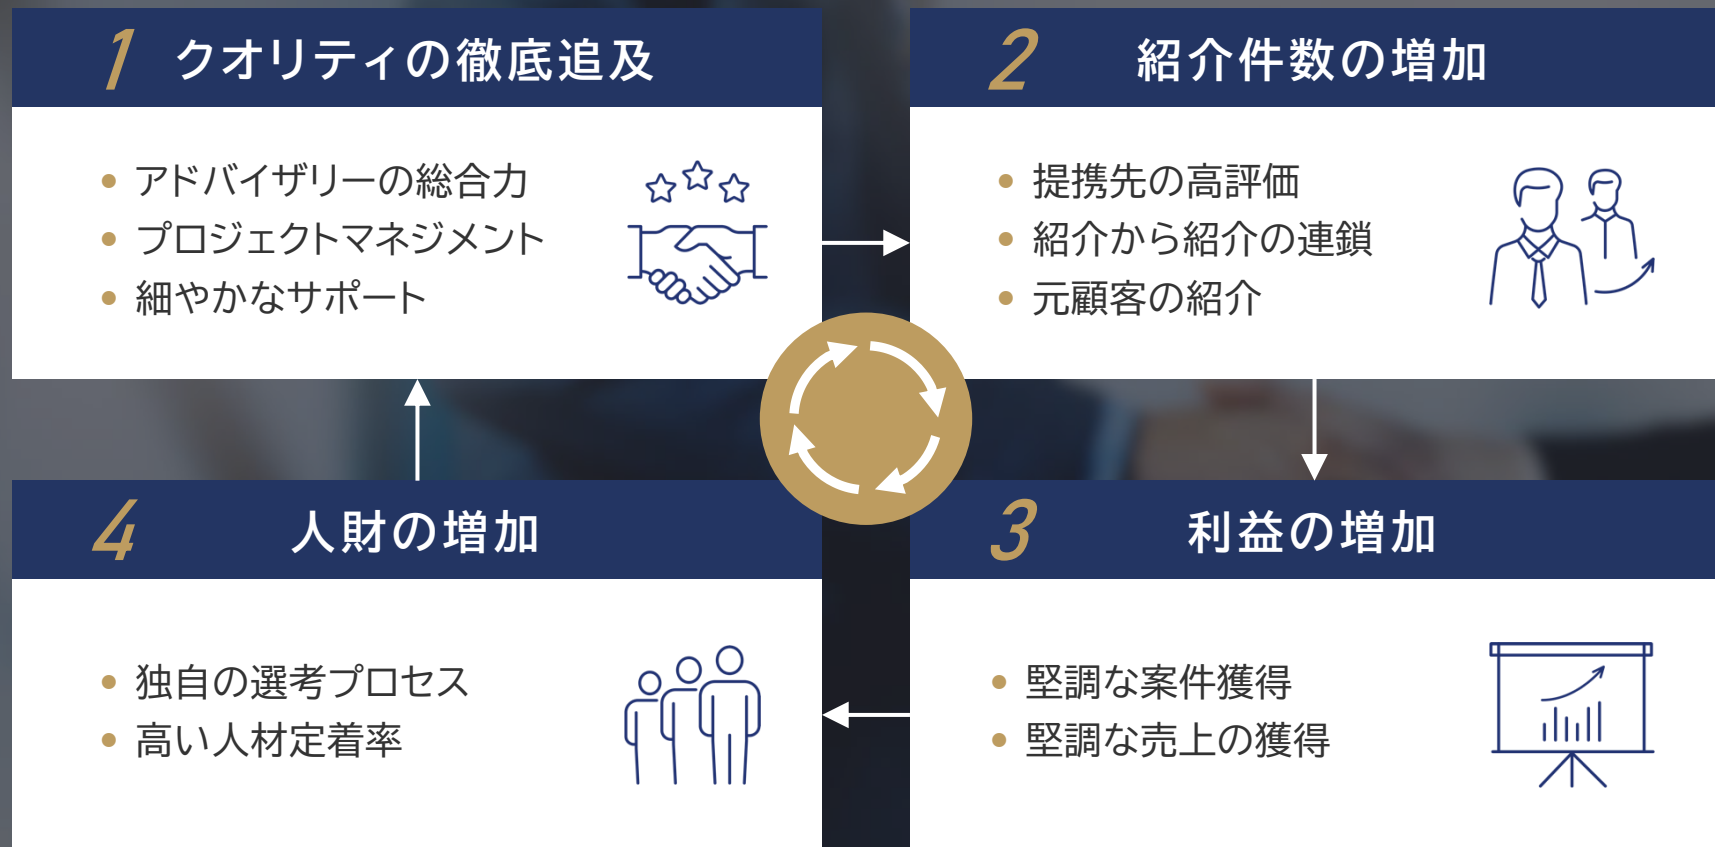 1 クオリティの徹底追及
• アドバイザリーの総合力
• プロジェクトマネジメント
• 細やかなサポート
2 紹介件数の増加
• 提携先の高評価
• 紹介から紹介の連鎖
• 元顧客の紹介
3 利益の増加
• 堅調な案件獲得
• 堅調な売上の獲得
4 人財の増加
• 独自の選考プロセス
• 高い人材定着率